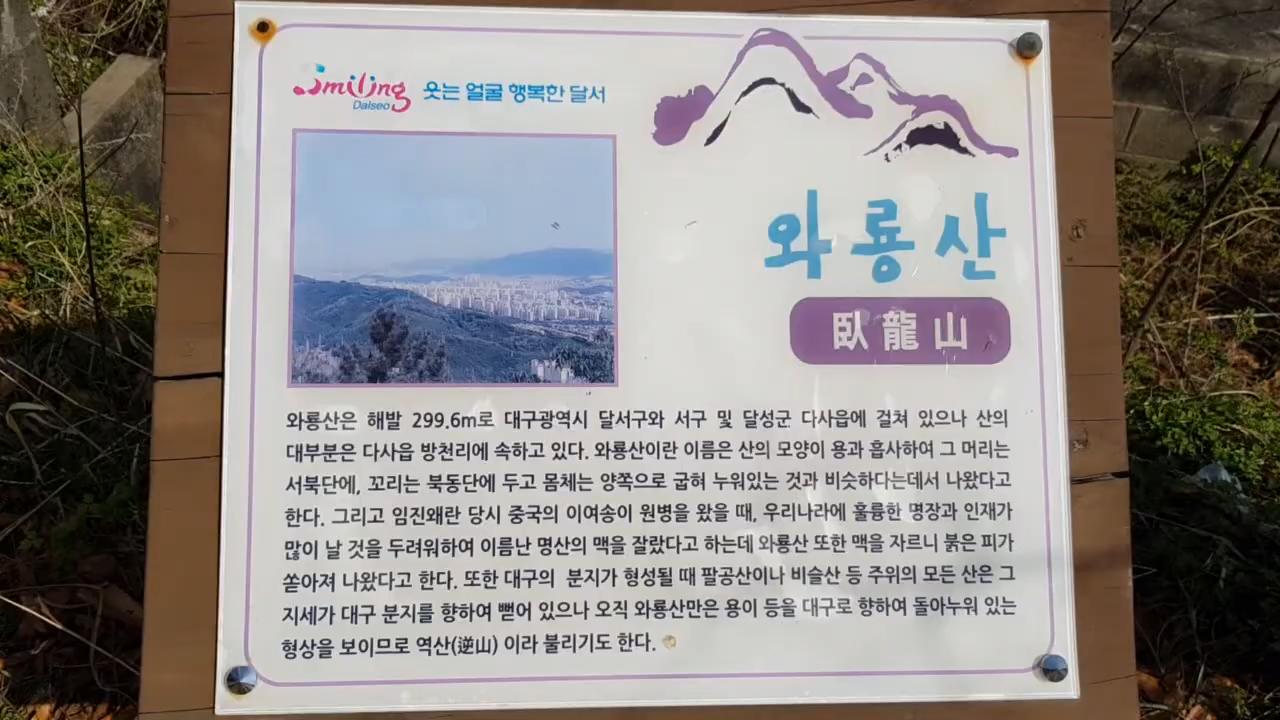 Smiling
Dalseo
웃는 얼굴 행복한 달서
와룡산
臥龍山
와룡산은 해발 299.6m로 대구광역시 달서구와 서구 및 달성군 다사읍에 걸쳐 있으나 산의
대부분은 다사읍 방천리에 속하고 있다. 와룡산이란 이름은 산의 모양이 용과 흡사하여 그 머리는
서북단에, 꼬리는 북동단에 두고 몸체는 양쪽으로 굽혀 누워있는 것과 비슷하다는데서 나왔다고
한다. 그리고 임진왜란 당시 중국의 이여송이 원병을 왔을 때, 우리나라에 훌륭한 명장과 인재가
많이 날 것을 두려워하여 이름난 명산의 맥을 잘랐다고 하는데 와룡산 또한 맥을 자르니 붉은 피가
쏟아져 나왔다고 한다. 또한 대구의 분지가 형성될 때 팔공산이나 비슬산 등 주위의 모든 산은 그
지세가 대구 분지를 향하여 뻗어 있으나 오직 와룡산만은 용이 등을 대구로 향하여 돌아누워 있는
형상을 보이므로 역산(逆山) 이라 불리기도 한다.